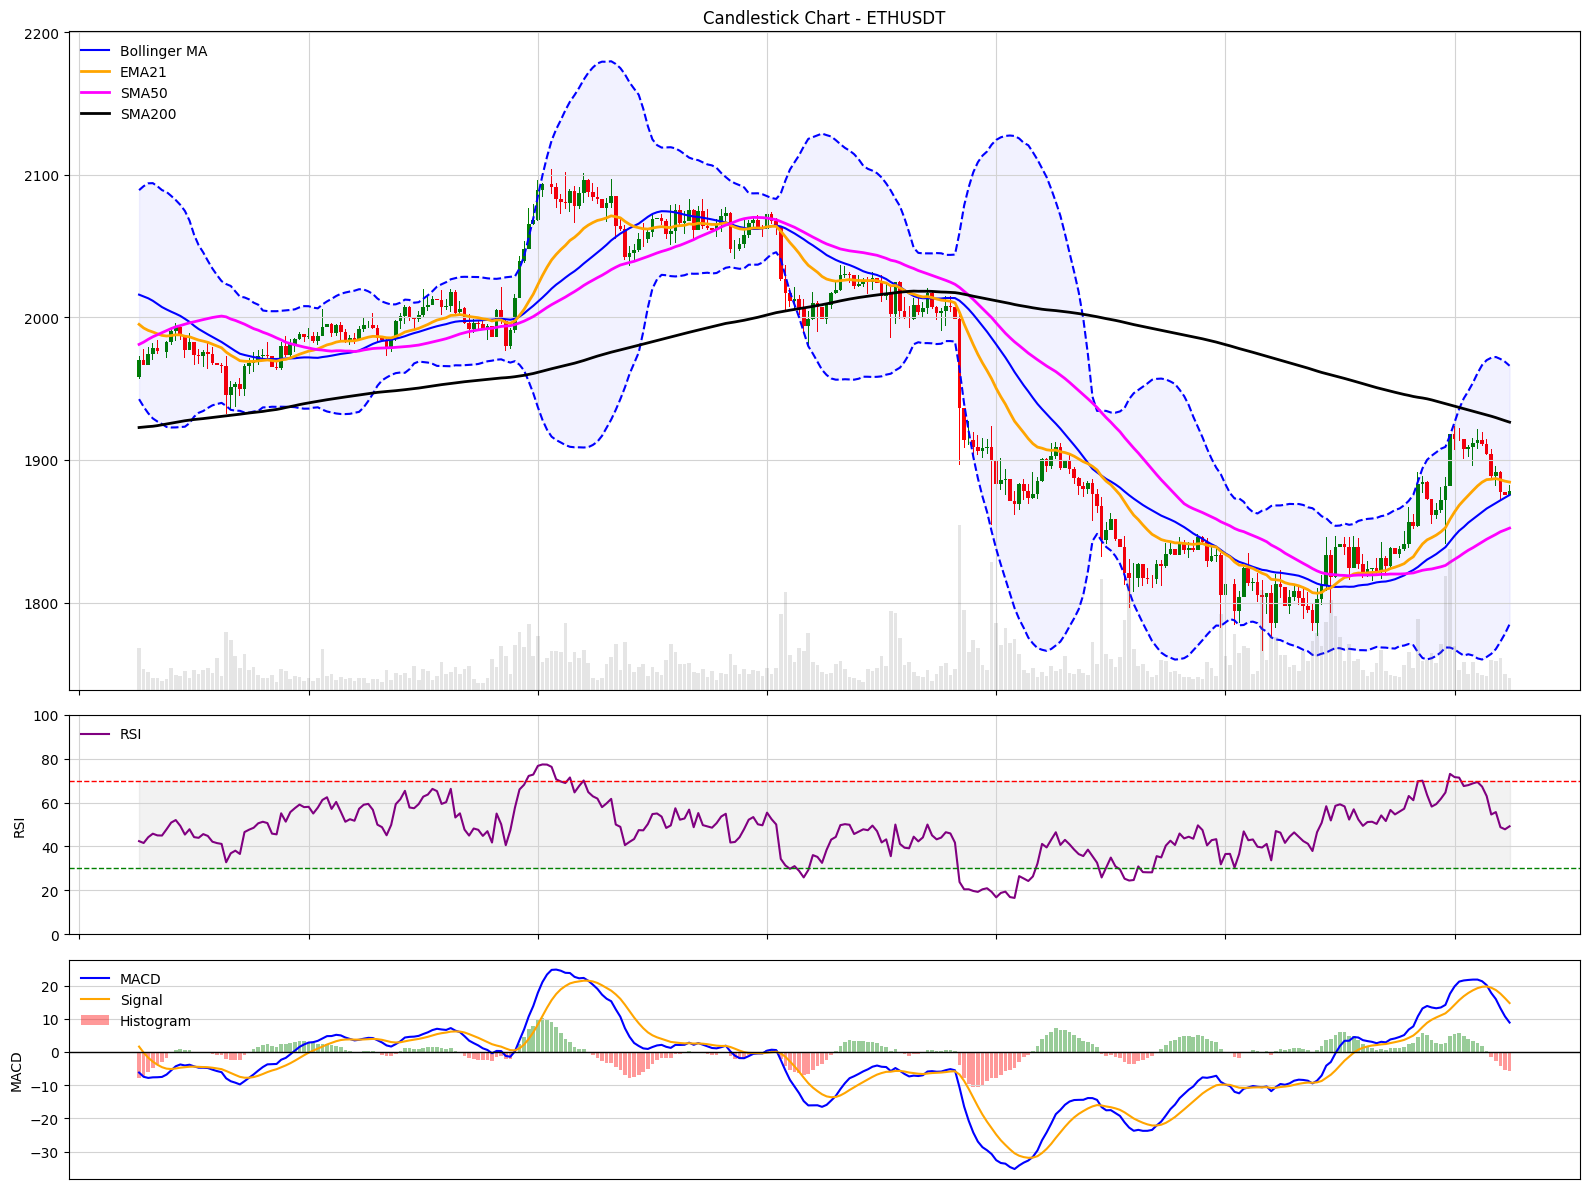 Candlestick Chart - ETHUSDT
Bollinger MA
EMA21
SMA50
SMA200
2200
2100
2000
1900
1800
RSI
RSI
100
80
60
40
20
0
MACD
Signal
Histogram
MACD
20
10
0
−10
−20
−30